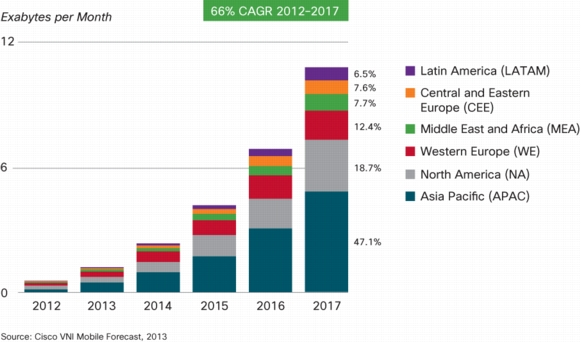 Exabytes per Month
66% CAGR 2012–2017
12
6
0
6.5%
7.6%
7.7%
12.4%
18.7%
47.1%
Latin America (LATAM)
Central and Eastern
Europe (CEE)
Middle East and Africa (MEA)
Western Europe (WE)
North America (NA)
Asia Pacific (APAC)
2012
2013
2014
2015
2016
2017
Source: Cisco VNI Mobile Forecast, 2013